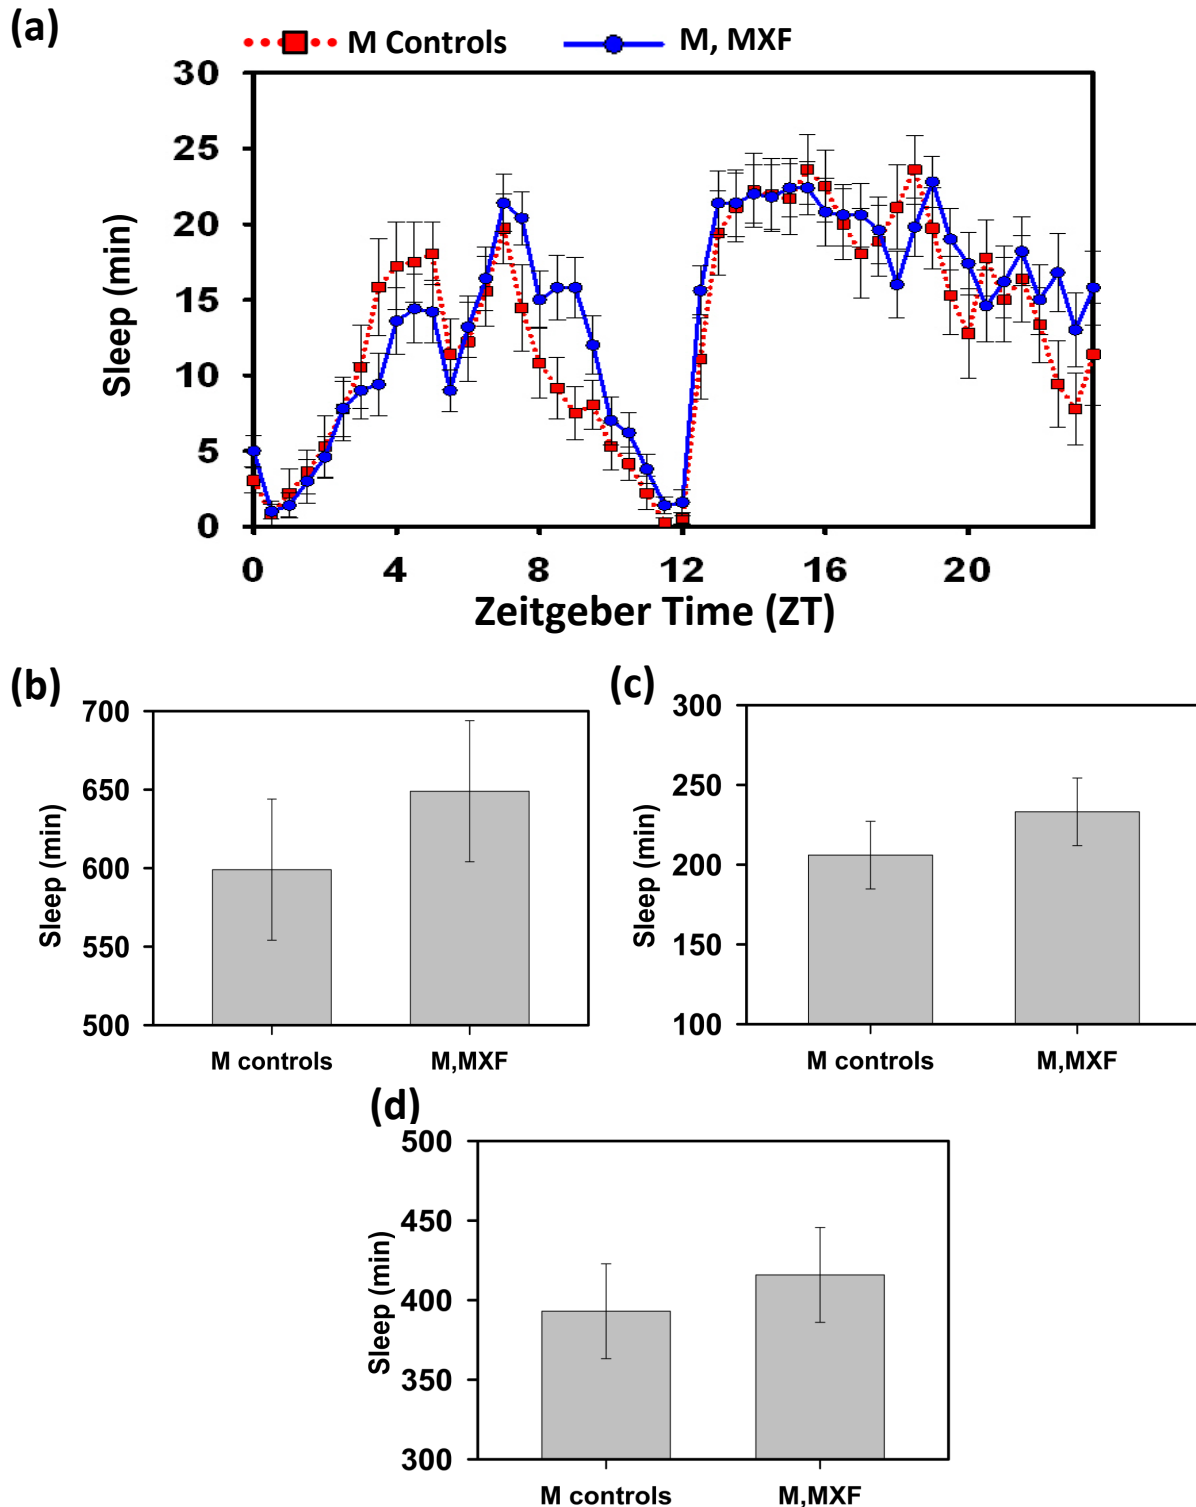 (a)
M Controls M, MXF
30
25
20
15
10
5
0
Sleep (min)
0 4 8 12 16 20
Zeitgeber Time (ZT)
(b)
700
650
600
550
500
Sleep (min)
M controls M,MXF
(c)
300
250
200
150
100
Sleep (min)
M controls M,MXF
(d)
500
450
400
350
300
Sleep (min)
M controls M,MXF